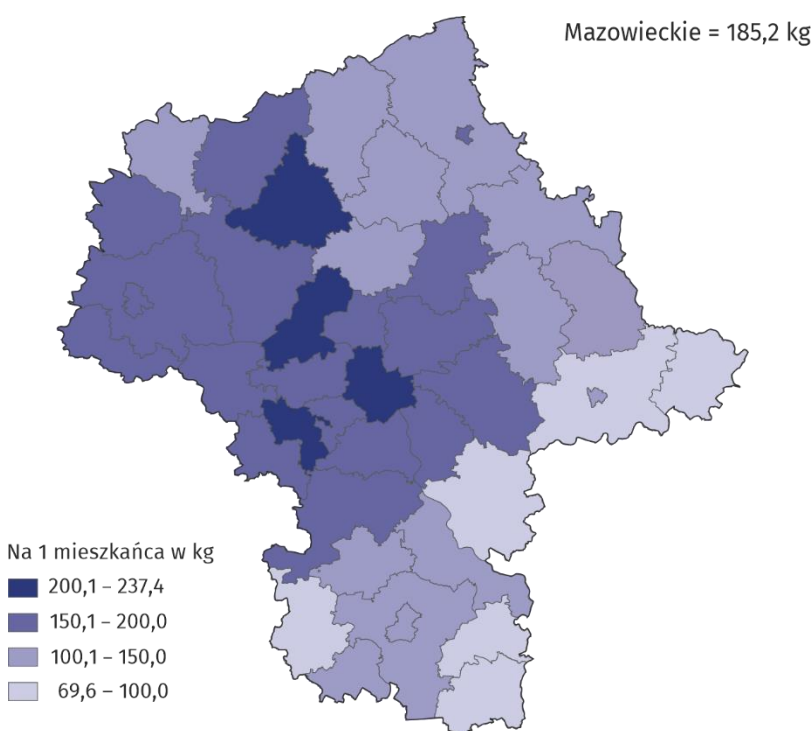 Mazowieckie = 185,2 kg
Na 1 mieszkańca w kg
200,1 – 237,4
150,1 – 200,0
100,1 – 150,0
69,6 – 100,0